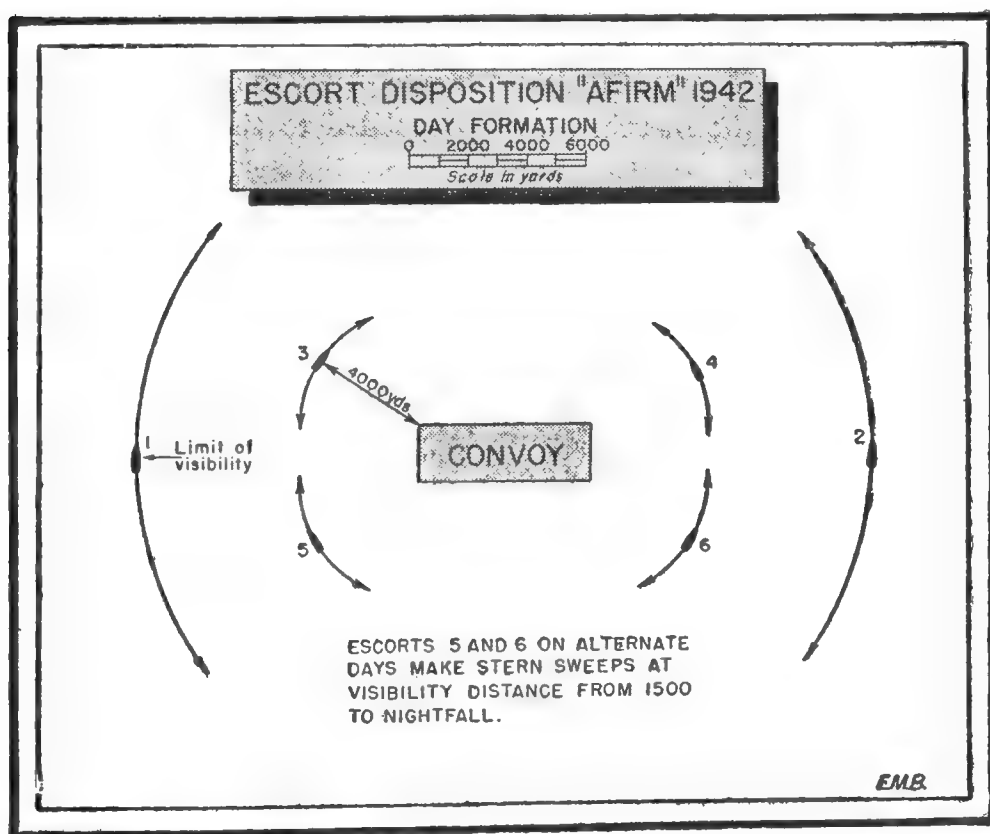 ESCORT DISPOSITION "AFIRM" 1942
DAY FORMATION
0 2000 4000 6000
Scale in yards
3
4
4000yds
1
Limit of
visibility
2
CONVOY
5
6
ESCORTS 5 AND 6 ON ALTERNATE
DAYS MAKE STERN SWEEPS AT
VISIBILITY DISTANCE FROM 1500
TO NIGHTFALL.
E.M.B.